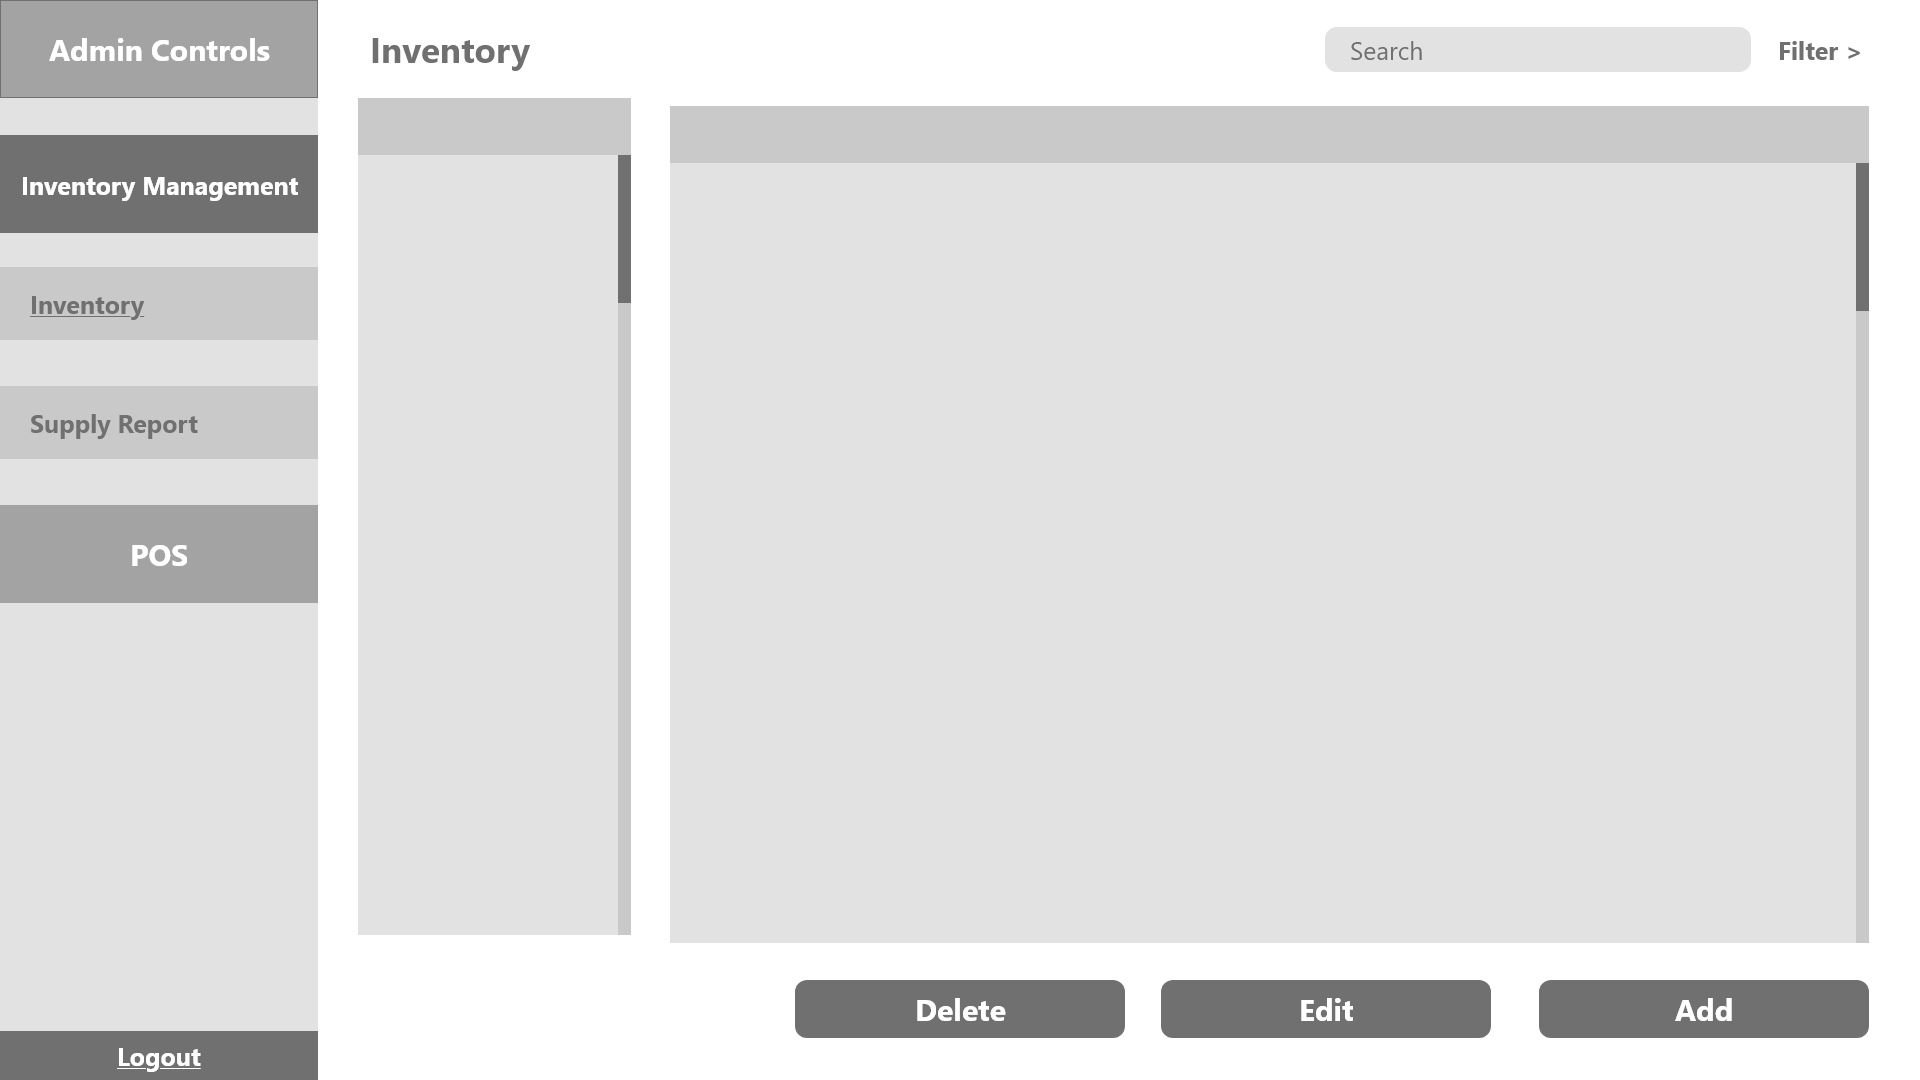 Admin Controls
Inventory Management
Inventory
Supply Report
POS
Logout
Inventory
Search
Filter >
Delete
Edit
Add